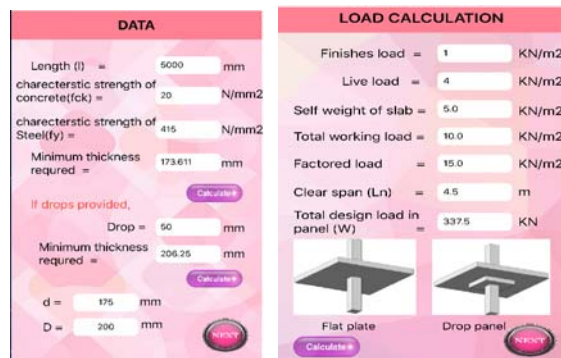 DATA
Length (l) = 5000 mm
charecterstic strength of
concrete(fck) = 20 N/mm2
charecterstic strength of
Steel(fy) = 415 N/mm2
Minimum thickness
requred = 173.611 mm
Calculate
If drops provided,
Drop = 50 mm
Minimum thickness
requred = 206.25 mm
Calculate
d = 175 mm
D = 200 mm
NEXT
LOAD CALCULATION
Finishes load = 1 KN/m2
Live load = 4 KN/m2
Self weight of slab = 5.0 KN/m2
Total working load = 10.0 KN/m2
Factored load = 15.0 KN/m2
Clear span (Ln) = 4.5 m
Total design load in
panel (W) = 337.5 KN
Flat plate
Drop panel
Calculate
NEXT